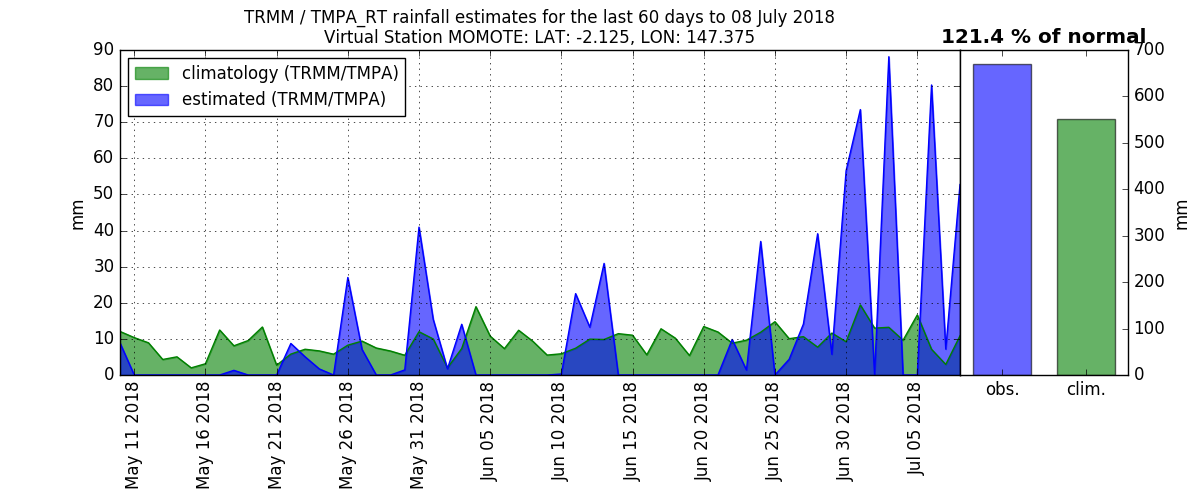 TRMM / TMPA_RT rainfall estimates for the last 60 days to 08 July 2018
Virtual Station MOMOTE: LAT: -2.125, LON: 147.375
121.4 % of normal
climatology (TRMM/TMPA)
estimated (TRMM/TMPA)
mm
90
80
70
60
50
40
30
20
10
0
May 11 2018
May 16 2018
May 21 2018
May 26 2018
May 31 2018
Jun 05 2018
Jun 10 2018
Jun 15 2018
Jun 20 2018
Jun 25 2018
Jun 30 2018
Jul 05 2018
obs.
clim.
700
600
500
400
300
200
100
0
mm